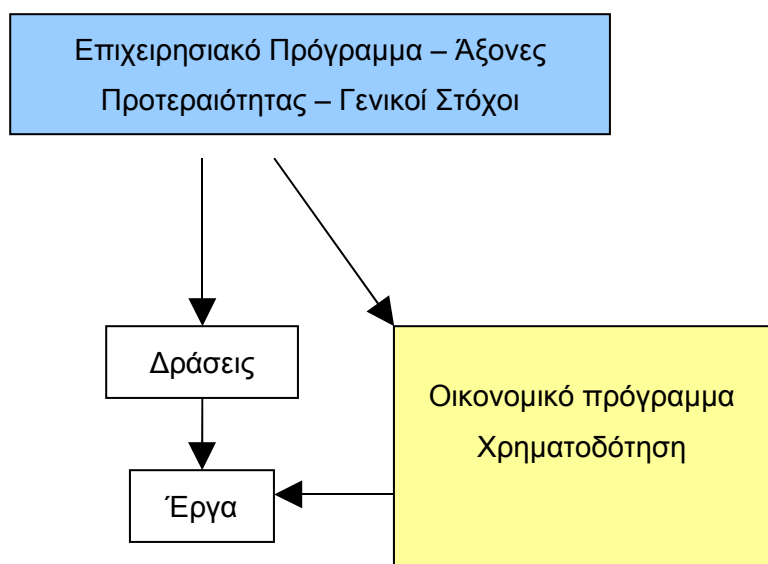 Επιχειρησιακό Πρόγραμμα – Άξονες
Προτεραιότητας – Γενικοί Στόχοι
Δράσεις
Οικονομικό πρόγραμμα
Χρηματοδότηση
Έργα